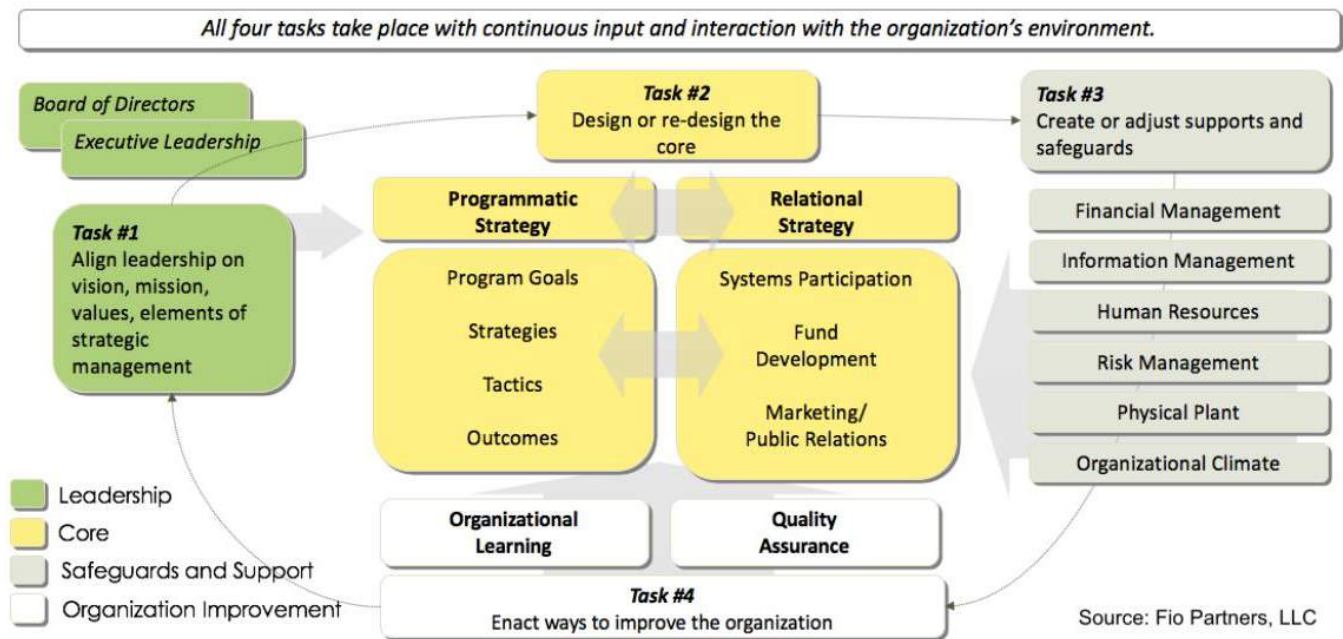 All four tasks take place with continuous input and interaction with the organization's environment.
Board of Directors
Executive Leadership
Task #1
Align leadership on
vision, mission,
values, elements of
strategic
management
Task #2
Design or re-design the
core
Programmatic
Strategy
Relational
Strategy
Program Goals
Strategies
Tactics
Outcomes
Systems Participation
Fund
Development
Marketing/
Public Relations
Task #3
Create or adjust supports and
safeguards
Financial Management
Information Management
Human Resources
Risk Management
Physical Plant
Organizational Climate
Organizational
Learning
Quality
Assurance
Task #4
Enact ways to improve the organization
Leadership
Core
Safeguards and Support
Organization Improvement
Source: Fio Partners, LLC